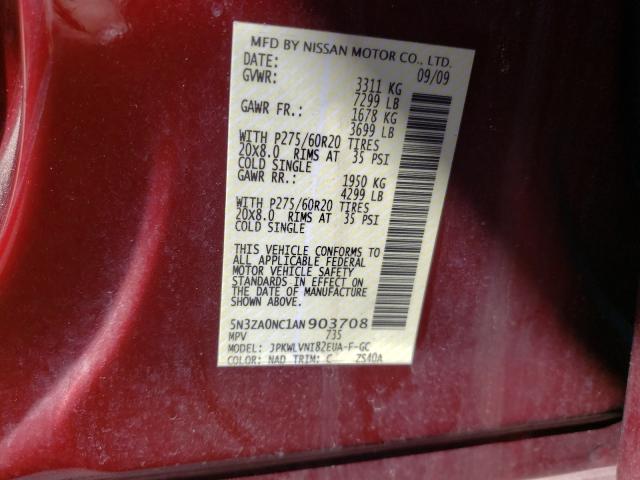 MFD BY NISSAN MOTOR CO., LTD.
DATE: 09/09
GVWR: 3311 KG
7299 LB
GAWR FR.: 1678 KG
3699 LB
WITH P275/60R20 TIRES
20X8.0 RIMS AT 35 PSI
COLD SINGLE
GAWR RR.: 1950 KG
4299 LB
WITH P275/60R20 TIRES
20X8.0 RIMS AT 35 PSI
COLD SINGLE
THIS VEHICLE CONFORMS TO
ALL APPLICABLE FEDERAL
MOTOR VEHICLE SAFETY
STANDARDS IN EFFECT ON
THE DATE OF MANUFACTURE
SHOWN ABOVE.
5N3ZA0NC1AN903708
MPV 735
MODEL: JPKWLVNI82EUA-F-GC
COLOR: NAD TRIM: C ZS40A